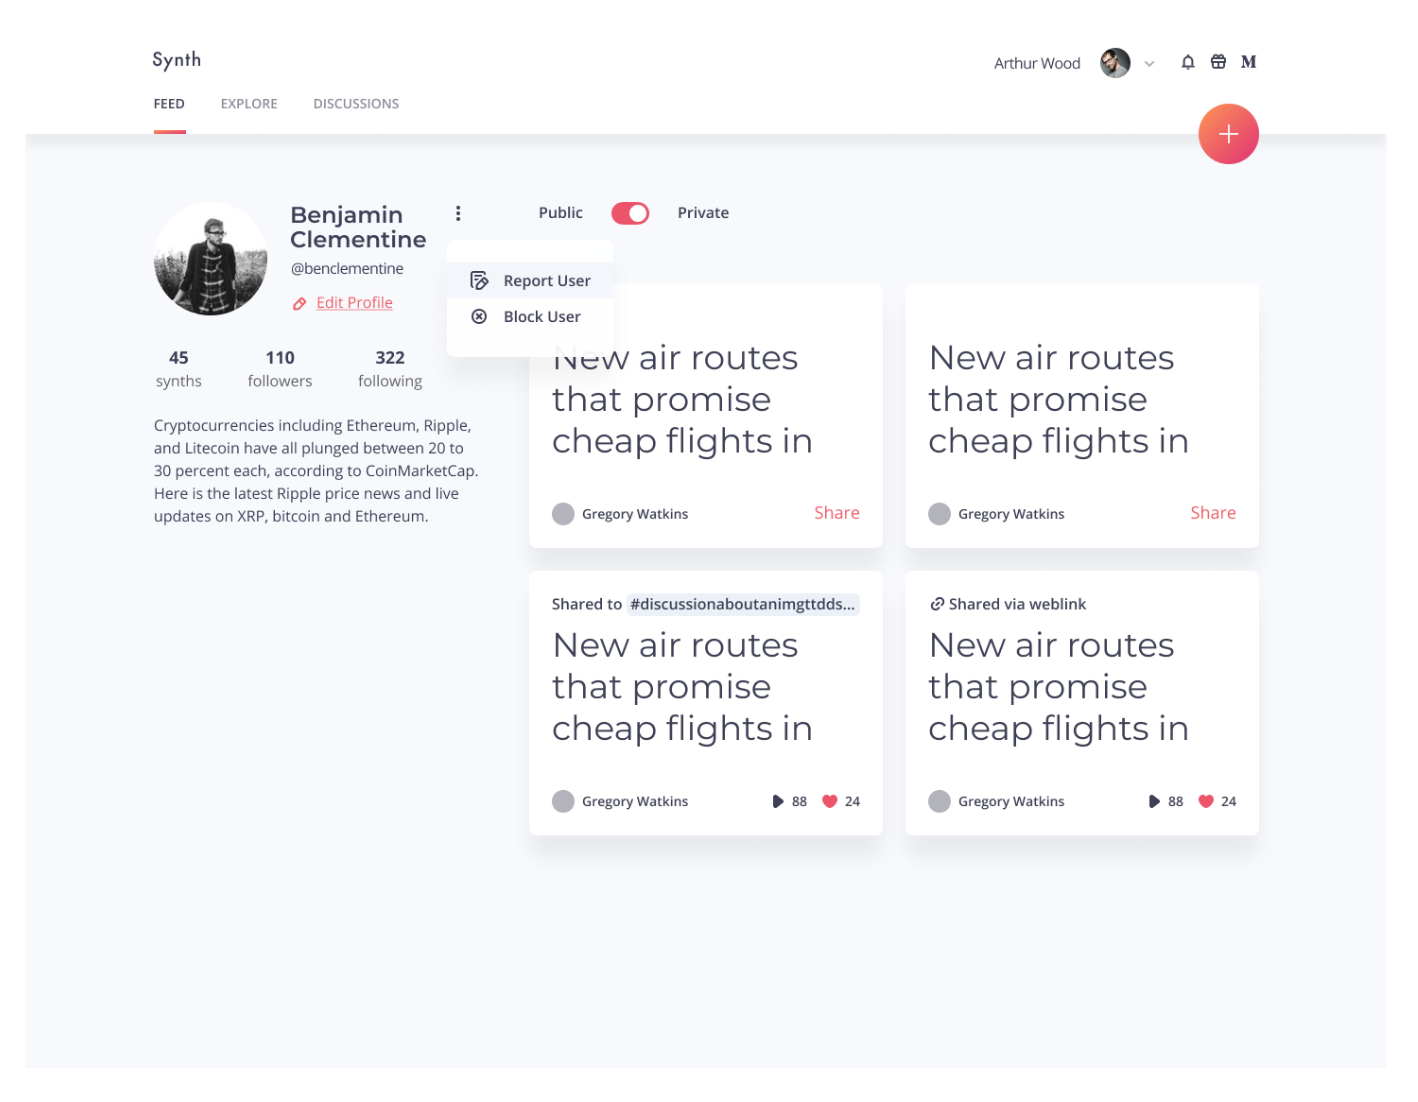 Synth
Arthur Wood
M
FEED EXPLORE DISCUSSIONS
Benjamin
Clementine
@benclementine
Edit Profile
45 110 322
synths followers following
Cryptocurrencies including Ethereum, Ripple,
and Litecoin have all plunged between 20 to
30 percent each, according to CoinMarketCap.
Here is the latest Ripple price news and live
updates on XRP, bitcoin and Ethereum.
Public Private
Report User
Block User
New air routes
that promise
cheap flights in
Gregory Watkins Share
New air routes
that promise
cheap flights in
Gregory Watkins Share
Shared to #discussionaboutanimgttdds...
New air routes
that promise
cheap flights in
Gregory Watkins 88 24
Shared via weblink
New air routes
that promise
cheap flights in
Gregory Watkins 88 24